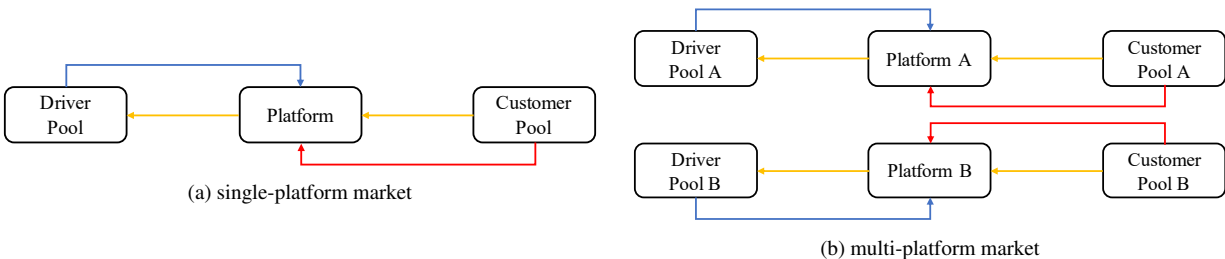 Driver
Pool
Platform
Customer
Pool
(a) single-platform market
Driver
Pool A
Platform A
Customer
Pool A
Driver
Pool B
Platform B
Customer
Pool B
(b) multi-platform market